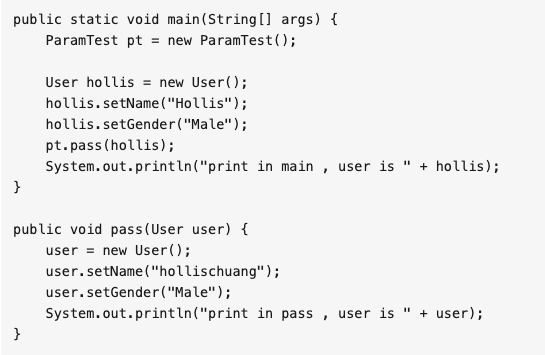 public static void main(String[] args) {
    ParamTest pt = new ParamTest();

    User hollis = new User();
    hollis.setName("Hollis");
    hollis.setGender("Male");
    pt.pass(hollis);
    System.out.println("print in main , user is " + hollis);
}

public void pass(User user) {
    user = new User();
    user.setName("hollischuang");
    user.setGender("Male");
    System.out.println("print in pass , user is " + user);
}